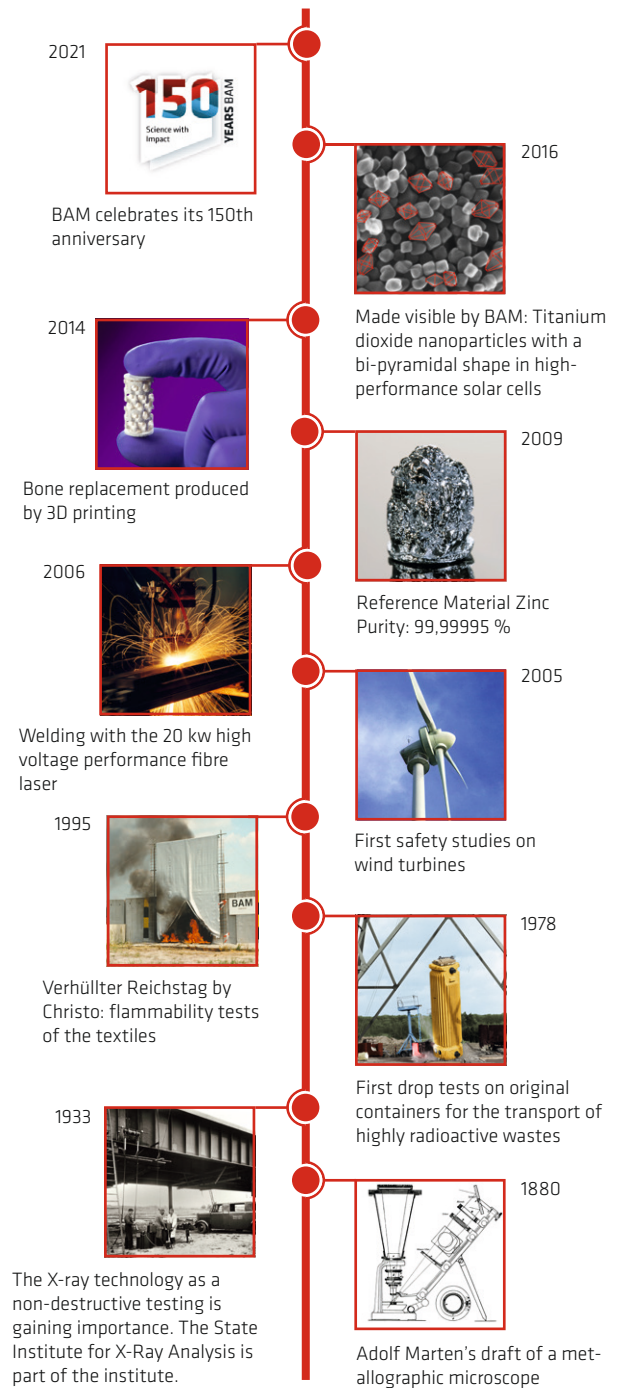 2021
150
YEARS BAM
Science with
Impact
BAM celebrates its 150th
anniversary
2016
Made visible by BAM: Titanium
dioxide nanoparticles with a
bi-pyramidal shape in high-
performance solar cells
2014
Bone replacement produced
by 3D printing
2009
Reference Material Zinc
Purity: 99,99995 %
2006
Welding with the 20 kw high
voltage performance fibre
laser
2005
First safety studies on
wind turbines
1995
BAM
Verhüllter Reichstag by
Christo: flammability tests
of the textiles
1978
First drop tests on original
containers for the transport of
highly radioactive wastes
1933
The X-ray technology as a
non-destructive testing is
gaining importance. The State
Institute for X-Ray Analysis is
part of the institute.
1880
Adolf Marten’s draft of a met-
allographic microscope